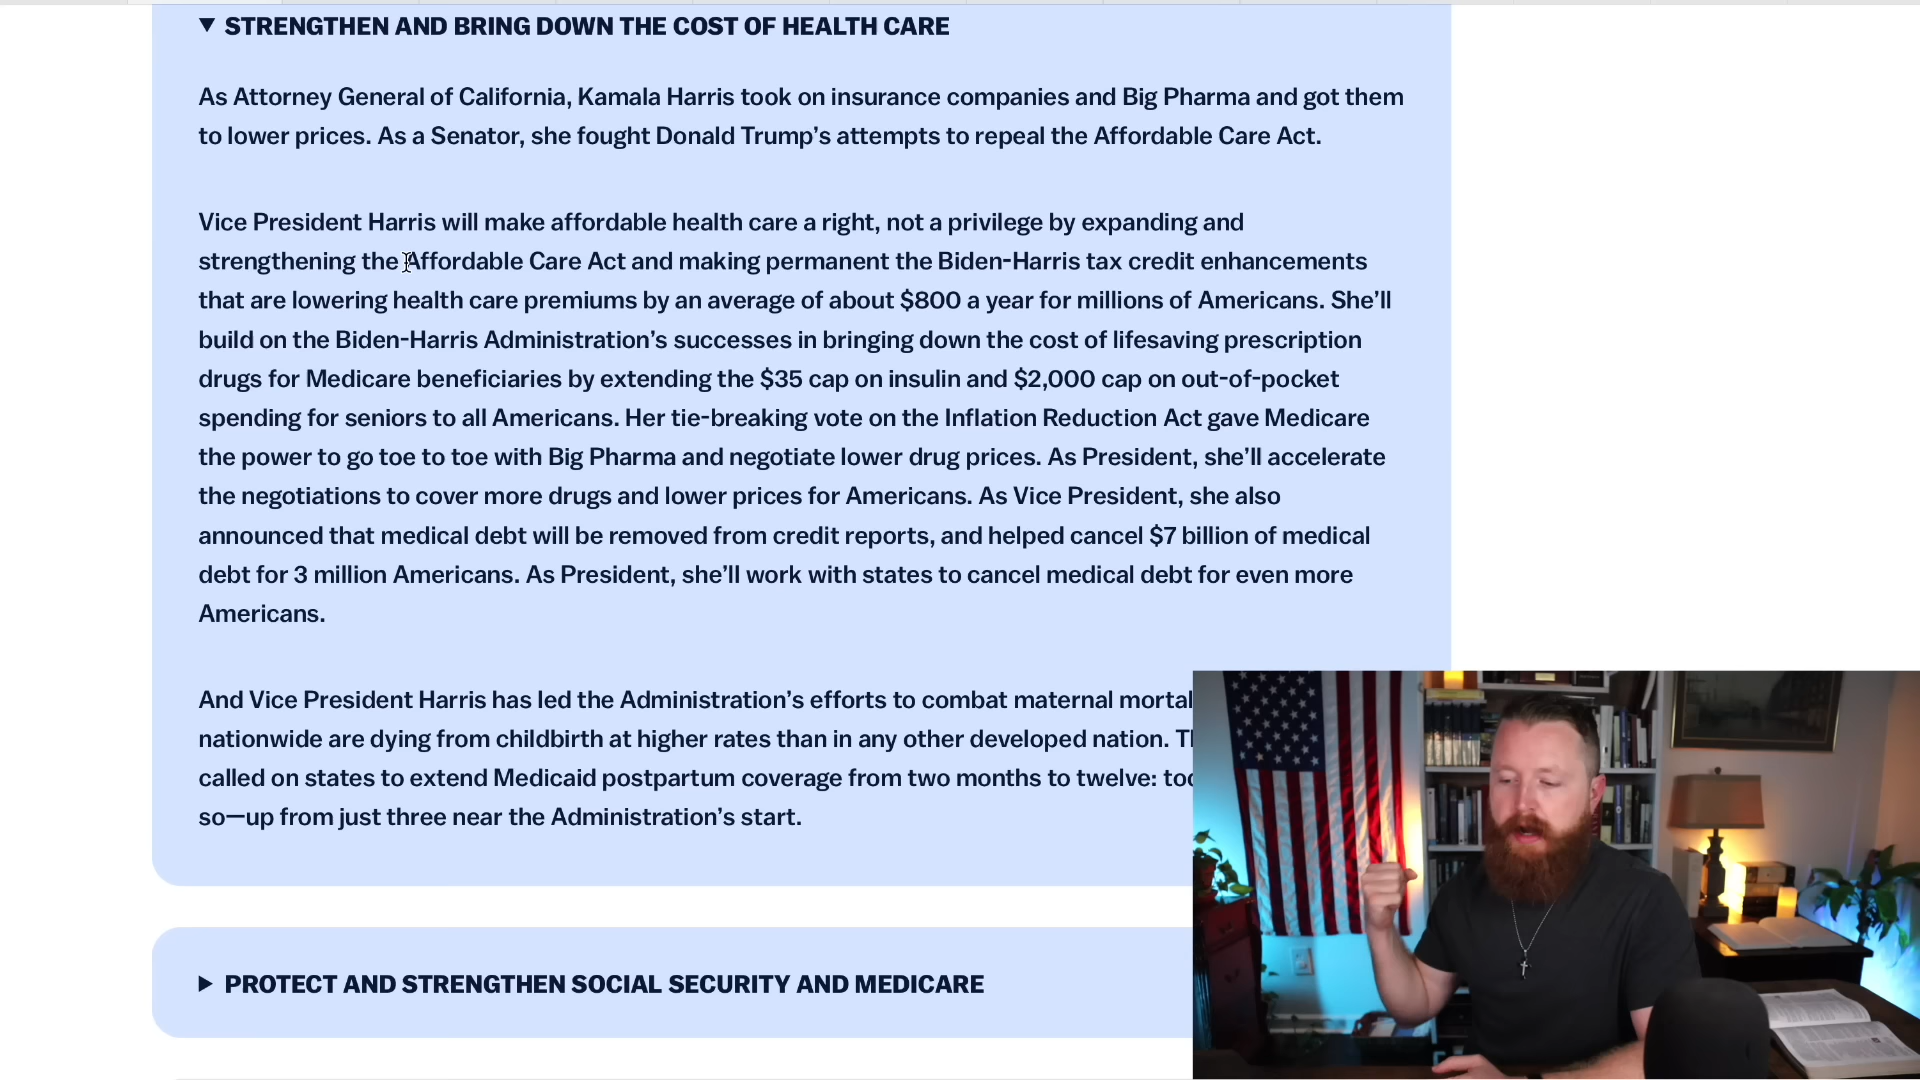 STRENGTHEN AND BRING DOWN THE COST OF HEALTH CARE
As Attorney General of California, Kamala Harris took on insurance companies and Big Pharma and got them
to lower prices. As a Senator, she fought Donald Trump’s attempts to repeal the Affordable Care Act.
Vice President Harris will make affordable health care a right, not a privilege by expanding and
strengthening the Affordable Care Act and making permanent the Biden-Harris tax credit enhancements
that are lowering health care premiums by an average of about $800 a year for millions of Americans. She’ll
build on the Biden-Harris Administration’s successes in bringing down the cost of lifesaving prescription
drugs for Medicare beneficiaries by extending the $35 cap on insulin and $2,000 cap on out-of-pocket
spending for seniors to all Americans. Her tie-breaking vote on the Inflation Reduction Act gave Medicare
the power to go toe to toe with Big Pharma and negotiate lower drug prices. As President, she’ll accelerate
the negotiations to cover more drugs and lower prices for Americans. As Vice President, she also
announced that medical debt will be removed from credit reports, and helped cancel $7 billion of medical
debt for 3 million Americans. As President, she’ll work with states to cancel medical debt for even more
Americans.
And Vice President Harris has led the Administration’s efforts to combat maternal
nationwide are dying from childbirth at higher rates than in any other developed nation.
called on states to extend Medicaid postpartum coverage from two months to twelve:
so—up from just three near the Administration’s start.
PROTECT AND STRENGTHEN SOCIAL SECURITY AND MEDICARE